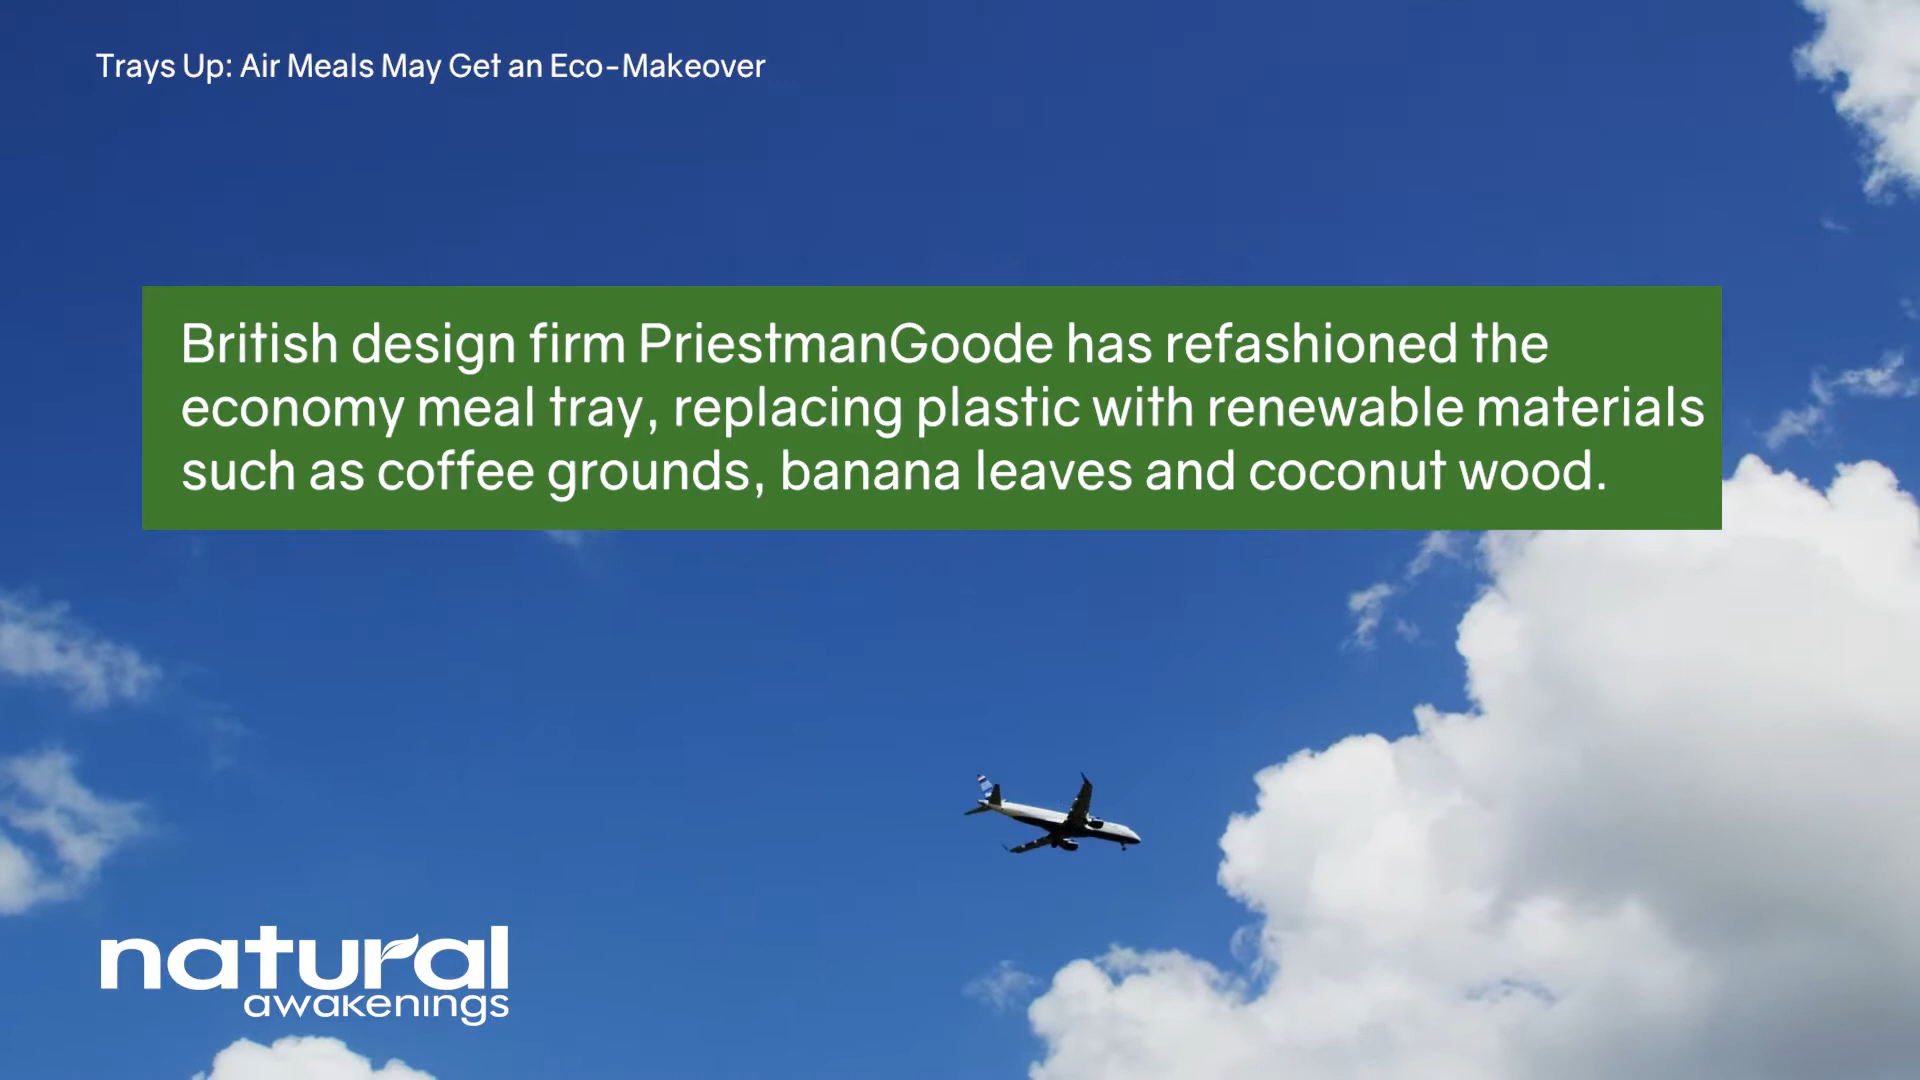 Trays Up: Air Meals May Get an Eco-Makeover
British design firm PriestmanGoode has refashioned the
economy meal tray, replacing plastic with renewable materials
such as coffee grounds, banana leaves and coconut wood.
natural
awakenings